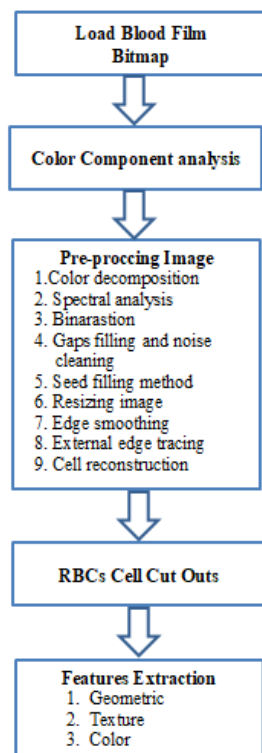 Load Blood Film
Bitmap
Color Component analysis
Pre-proccing Image
1.Color decomposition
2. Spectral analysis
3. Binarastion
4. Gaps filling and noise
cleaning
5. Seed filling method
6. Resizing image
7. Edge smoothing
8. External edge tracing
9. Cell reconstruction
RBCs Cell Cut Outs
Features Extraction
1. Geometric
2. Texture
3. Color